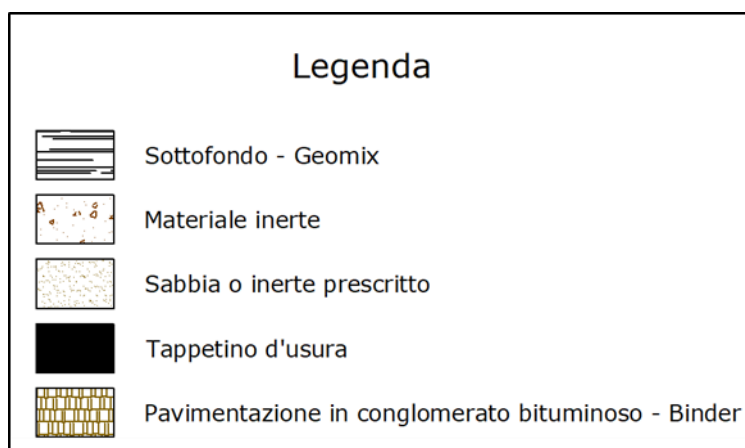 Legenda
Sottofondo - Geomix
Materiale inerte
Sabbia o inerte prescritto
Tappetino d'usura
Pavimentazione in conglomerato bituminoso - Binder